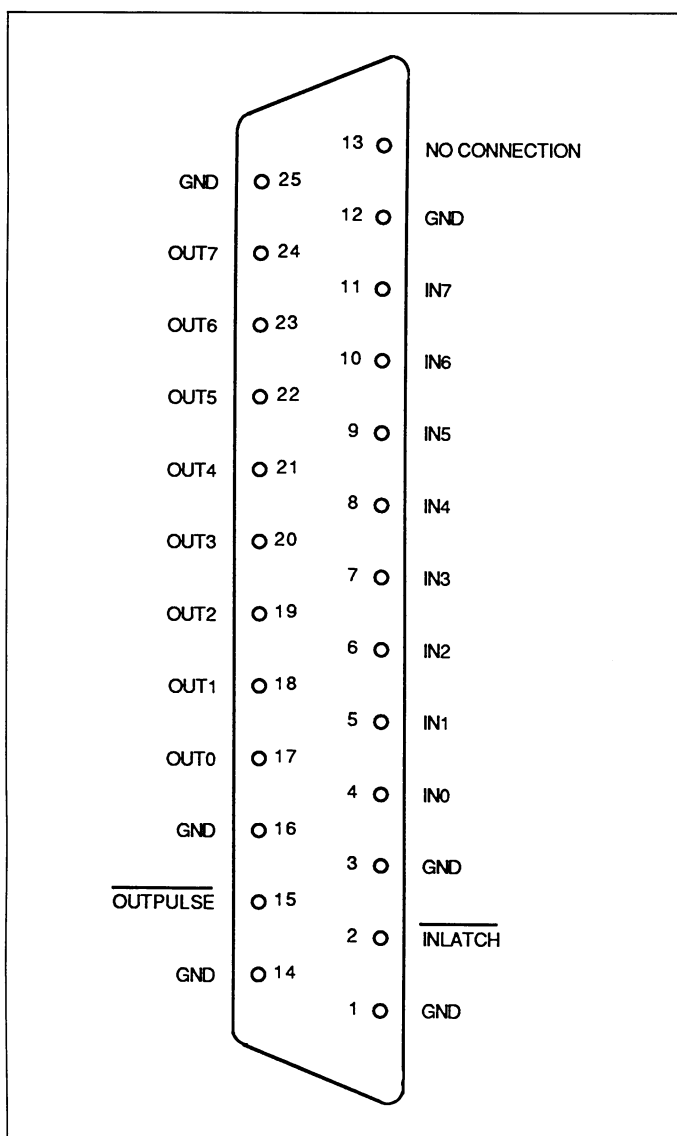 13 NO CONNECTION
GND 25
12 GND
OUT7 24
11 IN7
OUT6 23
10 IN6
OUT5 22
9 IN5
OUT4 21
8 IN4
OUT3 20
7 IN3
OUT2 19
6 IN2
OUT1 18
5 IN1
OUT0 17
4 IN0
GND 16
3 GND
OUTPULSE 15
2 INLATCH
GND 14
1 GND